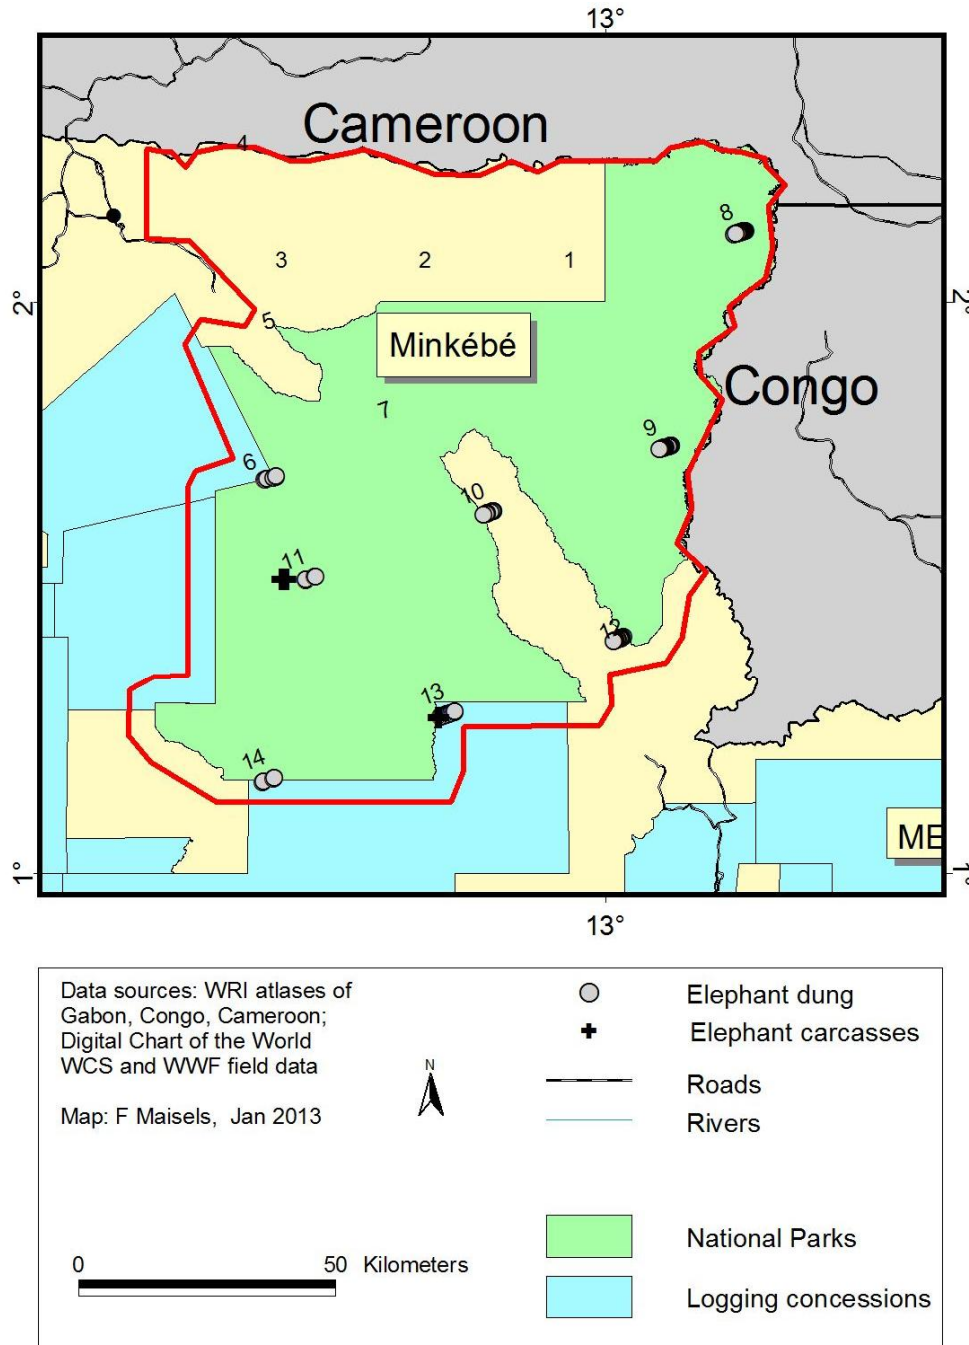 13°
Cameroon
4
8
3
2
1
2°
2°
5
Minkébé
Congo
7
9
6
10
11
12
13
14
ME
1°
1°
13°
Data sources: WRI atlases of
Gabon, Congo, Cameroon;
Digital Chart of the World
WCS and WWF field data
Map: F Maisels, Jan 2013
N
0 50 Kilometers
Elephant dung
Elephant carcasses
Roads
Rivers
National Parks
Logging concessions